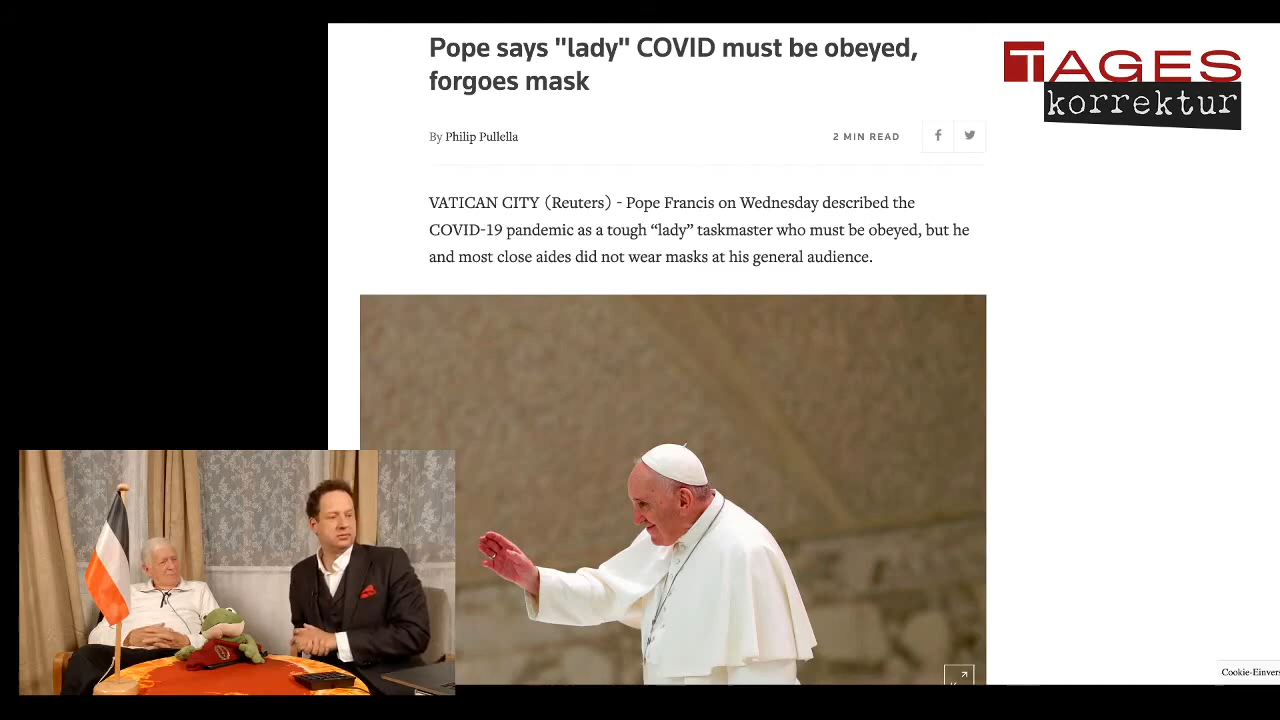 Pope says "lady" COVID must be obeyed,
forgoes mask
TAGES
korrektur
By Philip Pullella
2 MIN READ
VATICAN CITY (Reuters) - Pope Francis on Wednesday described the
COVID-19 pandemic as a tough “lady” taskmaster who must be obeyed, but he
and most close aides did not wear masks at his general audience.
Cookie-Einvers